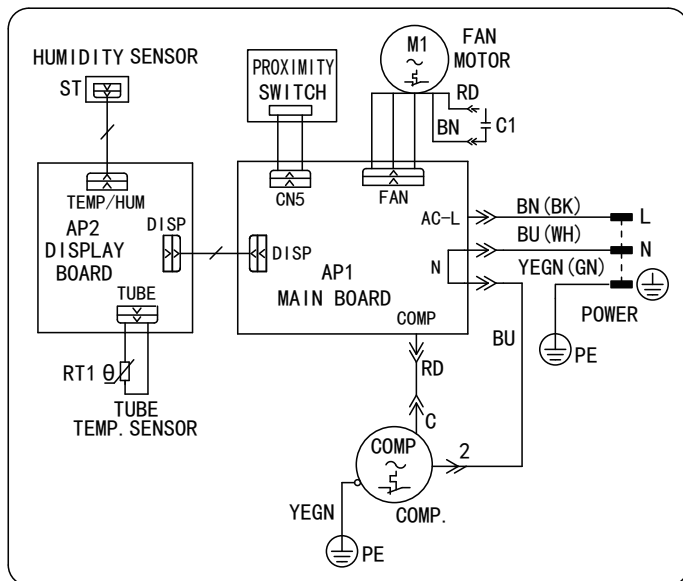 HUMIDITY SENSOR
ST
PROXIMITY
SWITCH
M1
FAN
MOTOR
RD
BN
C1
TEMP/HUM
CN5
FAN
AP2
DISPLAY
BOARD
DISP
DISP
AP1
MAIN BOARD
AC-L
N
COMP
BN(BK)
L
BU(WH)
N
YEGN(GN)
POWER
PE
TUBE
RT1 θ
TUBE
TEMP. SENSOR
BU
RD
C
COMP
2
COMP.
YEGN
PE